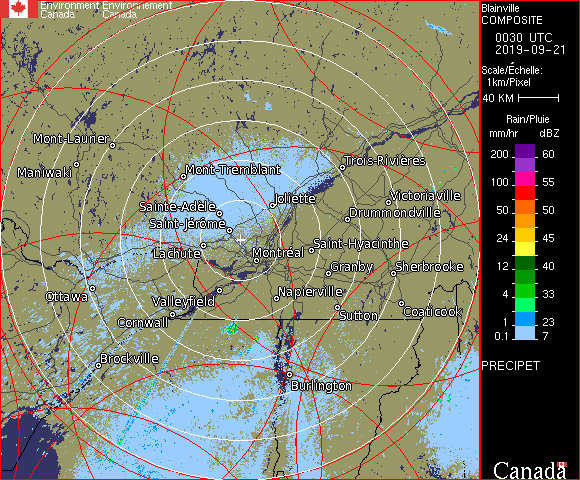 Environment Environnement
Canada Canada
Blainville
COMPOSITE
0030 UTC
2019-09-21
Scale/Échelle:
1km/Pixel
40 KM
Rain/Pluie
mm/hr dBZ
200 60
100 55
50 50
24 45
12 40
4 33
1 23
0.1 7
PRECIPET
Canada
Mont-Laurier
Maniwaki
Mont-Tremblant
Trois-Rivières
Joliette
Victoriaville
Sainte-Adèle
Drummondville
Saint-Jérôme
Lachute
Montréal
Saint-Hyacinthe
Granby
Sherbrooke
Ottawa
Valleyfield
Napierville
Cornwall
Sutton
Coaticook
Brockville
Burlington